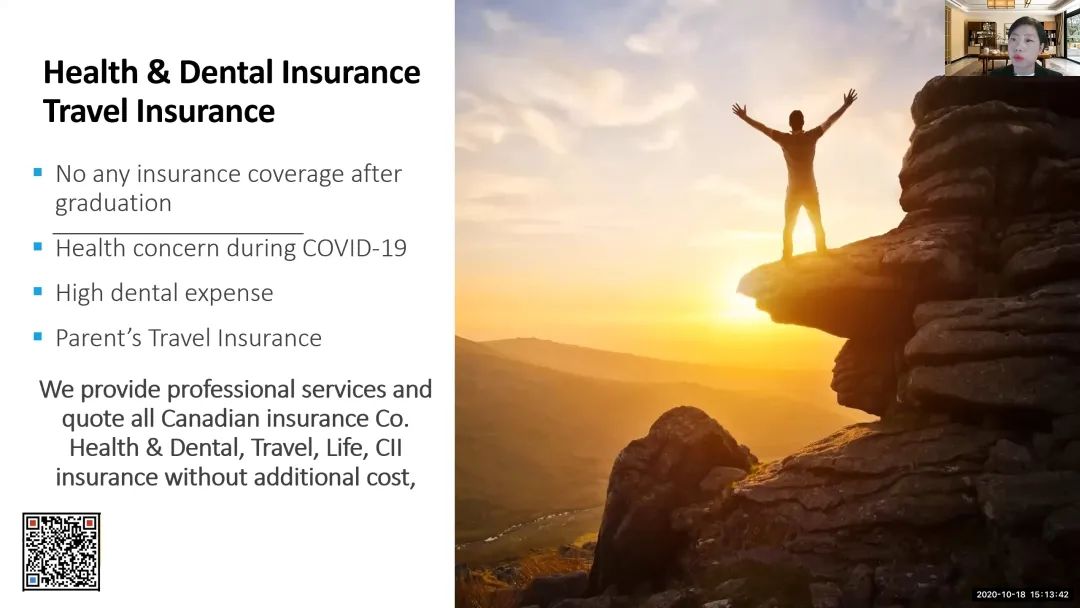 Health & Dental Insurance
Travel Insurance
No any insurance coverage after
graduation
Health concern during COVID-19
High dental expense
Parent’s Travel Insurance
We provide professional services and
quote all Canadian insurance Co.
Health & Dental, Travel, Life, CII
insurance without additional cost,
2020-10-18 15:13:42